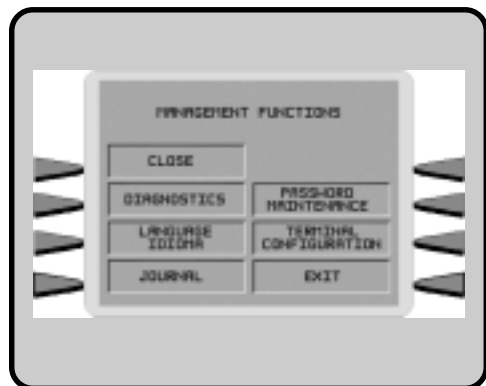 MANAGEMENT FUNCTIONS
CLOSE
DIAGNOSTICS
PASSWORD
MAINTENANCE
LANGUAGE
IDIOMA
TERMINAL
CONFIGURATION
JOURNAL
EXIT